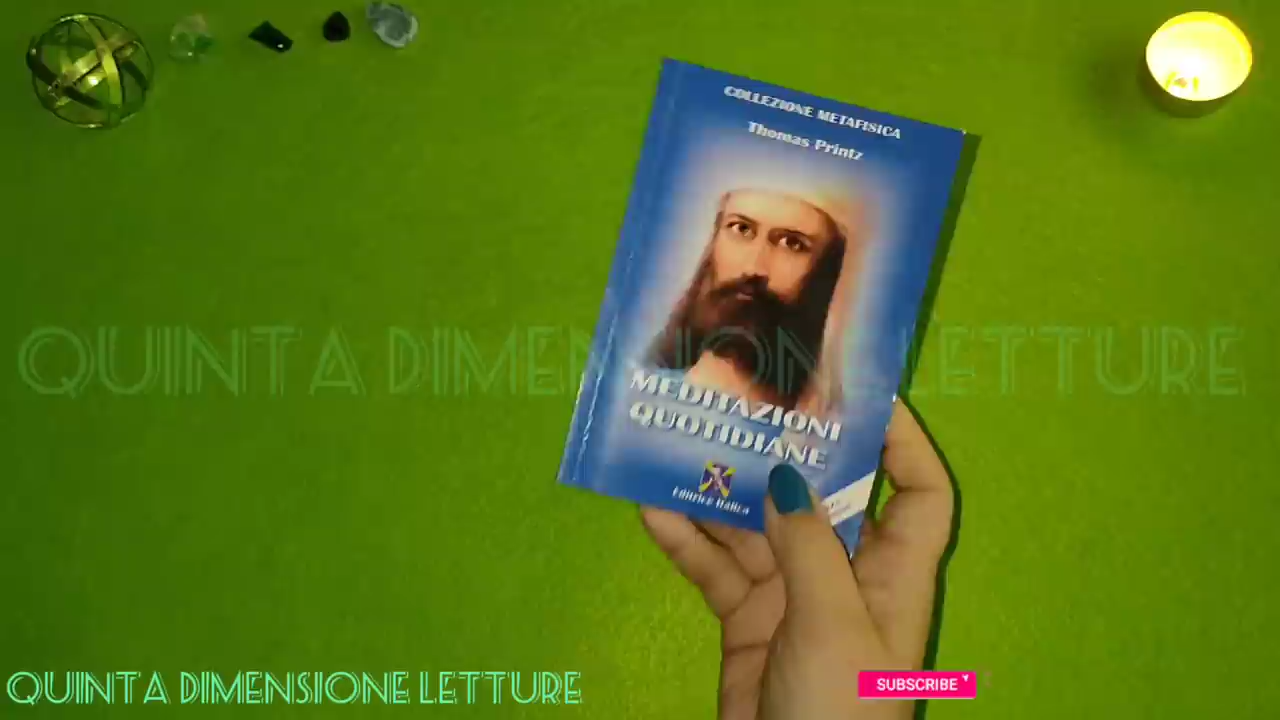 COLLEZIONE METAFISICA
Thomas Printz
QUINTA DIMENSIONE LETTURE
MEDITAZIONI
QUOTIDIANE
Editrice Italica
QUINTA DIMENSIONE LETTURE
SUBSCRIBE